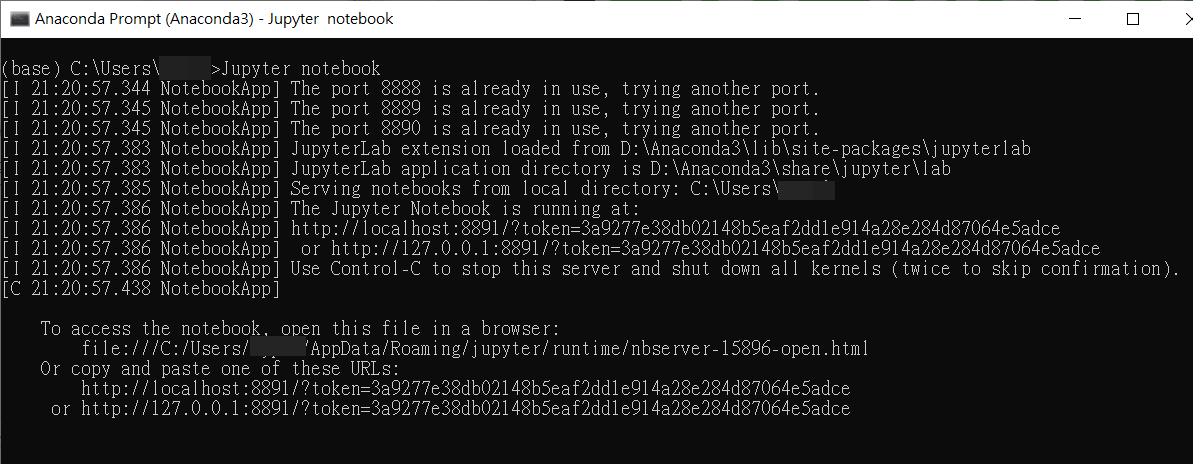 Anaconda Prompt (Anaconda3) - Jupyter notebook
(base) C:\Users\ >Jupyter notebook
[I 21:20:57.344 NotebookApp] The port 8888 is already in use, trying another port.
[I 21:20:57.345 NotebookApp] The port 8889 is already in use, trying another port.
[I 21:20:57.345 NotebookApp] The port 8890 is already in use, trying another port.
[I 21:20:57.383 NotebookApp] JupyterLab extension loaded from D:\Anaconda3\lib\site-packages\jupyterlab
[I 21:20:57.383 NotebookApp] JupyterLab application directory is D:\Anaconda3\share\jupyter\lab
[I 21:20:57.385 NotebookApp] Serving notebooks from local directory: C:\Users\
[I 21:20:57.386 NotebookApp] The Jupyter Notebook is running at:
[I 21:20:57.386 NotebookApp] http://localhost:8891/?token=3a9277e38db02148b5eaf2dd1e914a28e284d87064e5adce
[I 21:20:57.386 NotebookApp]  or http://127.0.0.1:8891/?token=3a9277e38db02148b5eaf2dd1e914a28e284d87064e5adce
[I 21:20:57.386 NotebookApp] Use Control-C to stop this server and shut down all kernels (twice to skip confirmation).
[C 21:20:57.438 NotebookApp]
To access the notebook, open this file in a browser:
file:///C:/Users/ /AppData/Roaming/jupyter/runtime/nbserver-15896-open.html
Or copy and paste one of these URLs:
http://localhost:8891/?token=3a9277e38db02148b5eaf2dd1e914a28e284d87064e5adce
or http://127.0.0.1:8891/?token=3a9277e38db02148b5eaf2dd1e914a28e284d87064e5adce